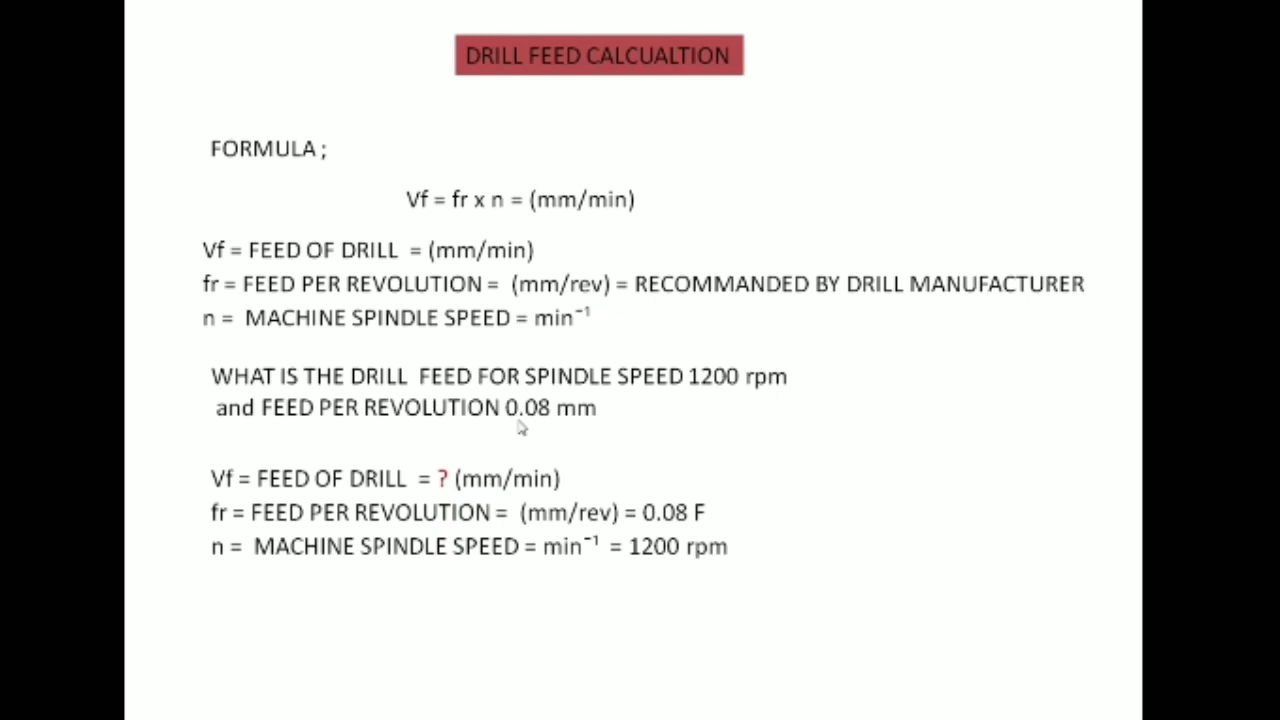 DRILL FEED CALCUALTION
FORMULA ;
Vf = fr x n = (mm/min)
Vf = FEED OF DRILL = (mm/min)
fr = FEED PER REVOLUTION = (mm/rev) = RECOMMANDED BY DRILL MANUFACTURER
n = MACHINE SPINDLE SPEED = min⁻¹
WHAT IS THE DRILL FEED FOR SPINDLE SPEED 1200 rpm
and FEED PER REVOLUTION 0.08 mm
Vf = FEED OF DRILL = ? (mm/min)
fr = FEED PER REVOLUTION = (mm/rev) = 0.08 F
n = MACHINE SPINDLE SPEED = min⁻¹ = 1200 rpm